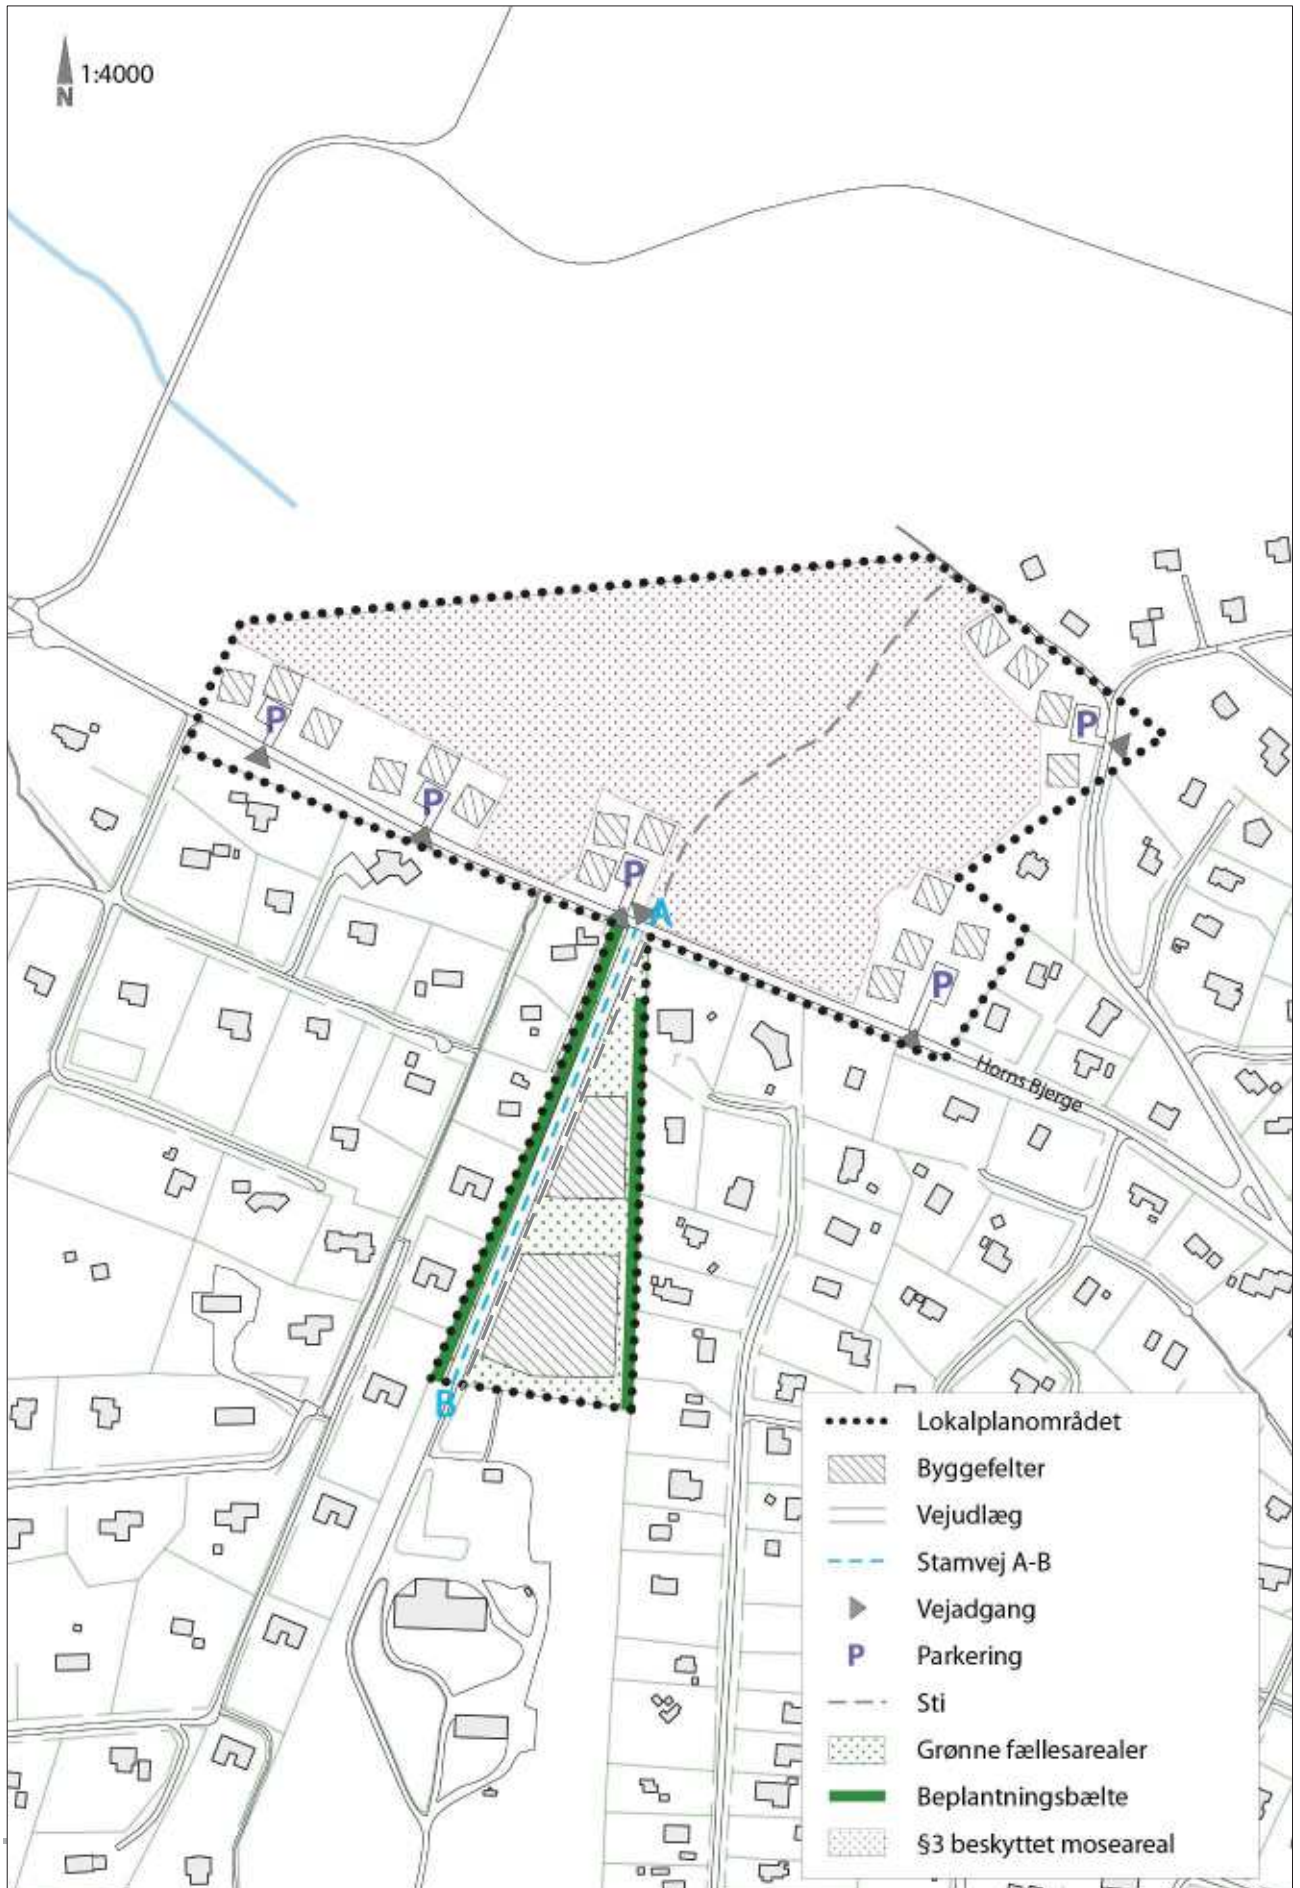 1:4000
N
P
P
P
P
P
A
B
Horns Bjerge
Lokalplanområdet
Byggefelter
Vejudlæg
Stamvej A-B
Vejadgang
P Parkering
Sti
Grønne fællesarealer
Beplantningsbælte
§3 beskyttet moseareal